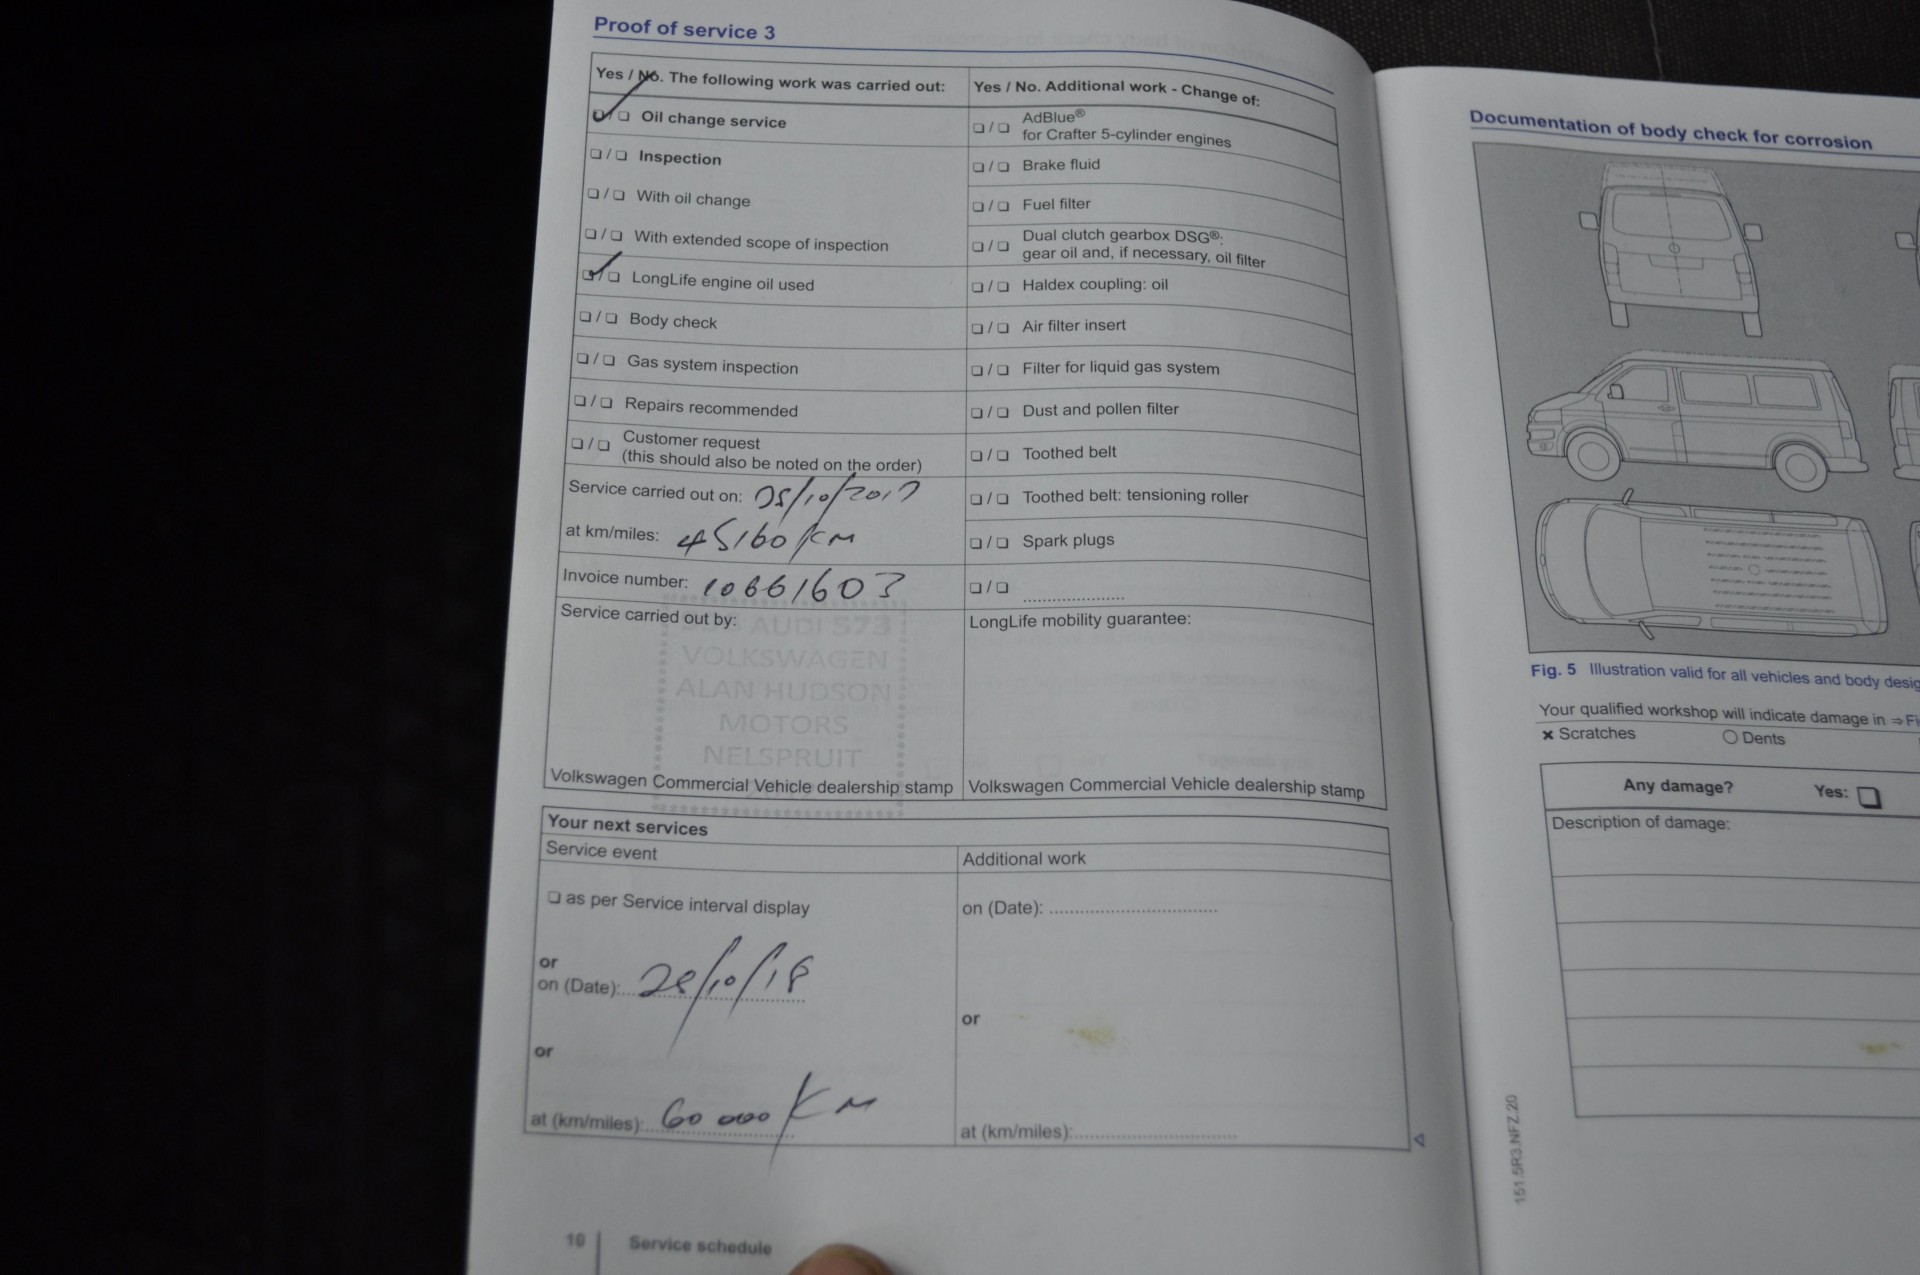 Proof of service 3
Yes / No. The following work was carried out:
❏/❏ Oil change service
❏/❏ Inspection
❏/❏ With oil change
❏/❏ With extended scope of inspection
❏/❏ LongLife engine oil used
❏/❏ Body check
❏/❏ Gas system inspection
❏/❏ Repairs recommended
❏/❏ Customer request
(this should also be noted on the order)
Service carried out on: 05/10/2017
at km/miles: 45160 KM
Invoice number: 10661603
Service carried out by:
AUDI 573
VOLKSWAGEN
ALAN HUDSON
MOTORS
NELSPRUIT
Volkswagen Commercial Vehicle dealership stamp
Yes / No. Additional work - Change of:
❏/❏ AdBlue®
for Crafter 5-cylinder engines
❏/❏ Brake fluid
❏/❏ Fuel filter
❏/❏ Dual clutch gearbox DSG®:
gear oil and, if necessary, oil filter
❏/❏ Haldex coupling: oil
❏/❏ Air filter insert
❏/❏ Filter for liquid gas system
❏/❏ Dust and pollen filter
❏/❏ Toothed belt
❏/❏ Toothed belt: tensioning roller
❏/❏ Spark plugs
❏/❏ ....................
LongLife mobility guarantee:
Volkswagen Commercial Vehicle dealership stamp
Your next services
Service event
❏ as per Service interval display
or
on (Date): 28/10/18
or
at (km/miles): 60 000 KM
Additional work
on (Date): ..............................
or
at (km/miles): ..............................
10 | Service schedule
Documentation of body check for corrosion
Fig. 5 Illustration valid for all vehicles and body
Your qualified workshop will indicate damage in ⇒
× Scratches ○ Dents
Any damage? Yes: ❏
Description of damage:
151.5R3.NFZ.20